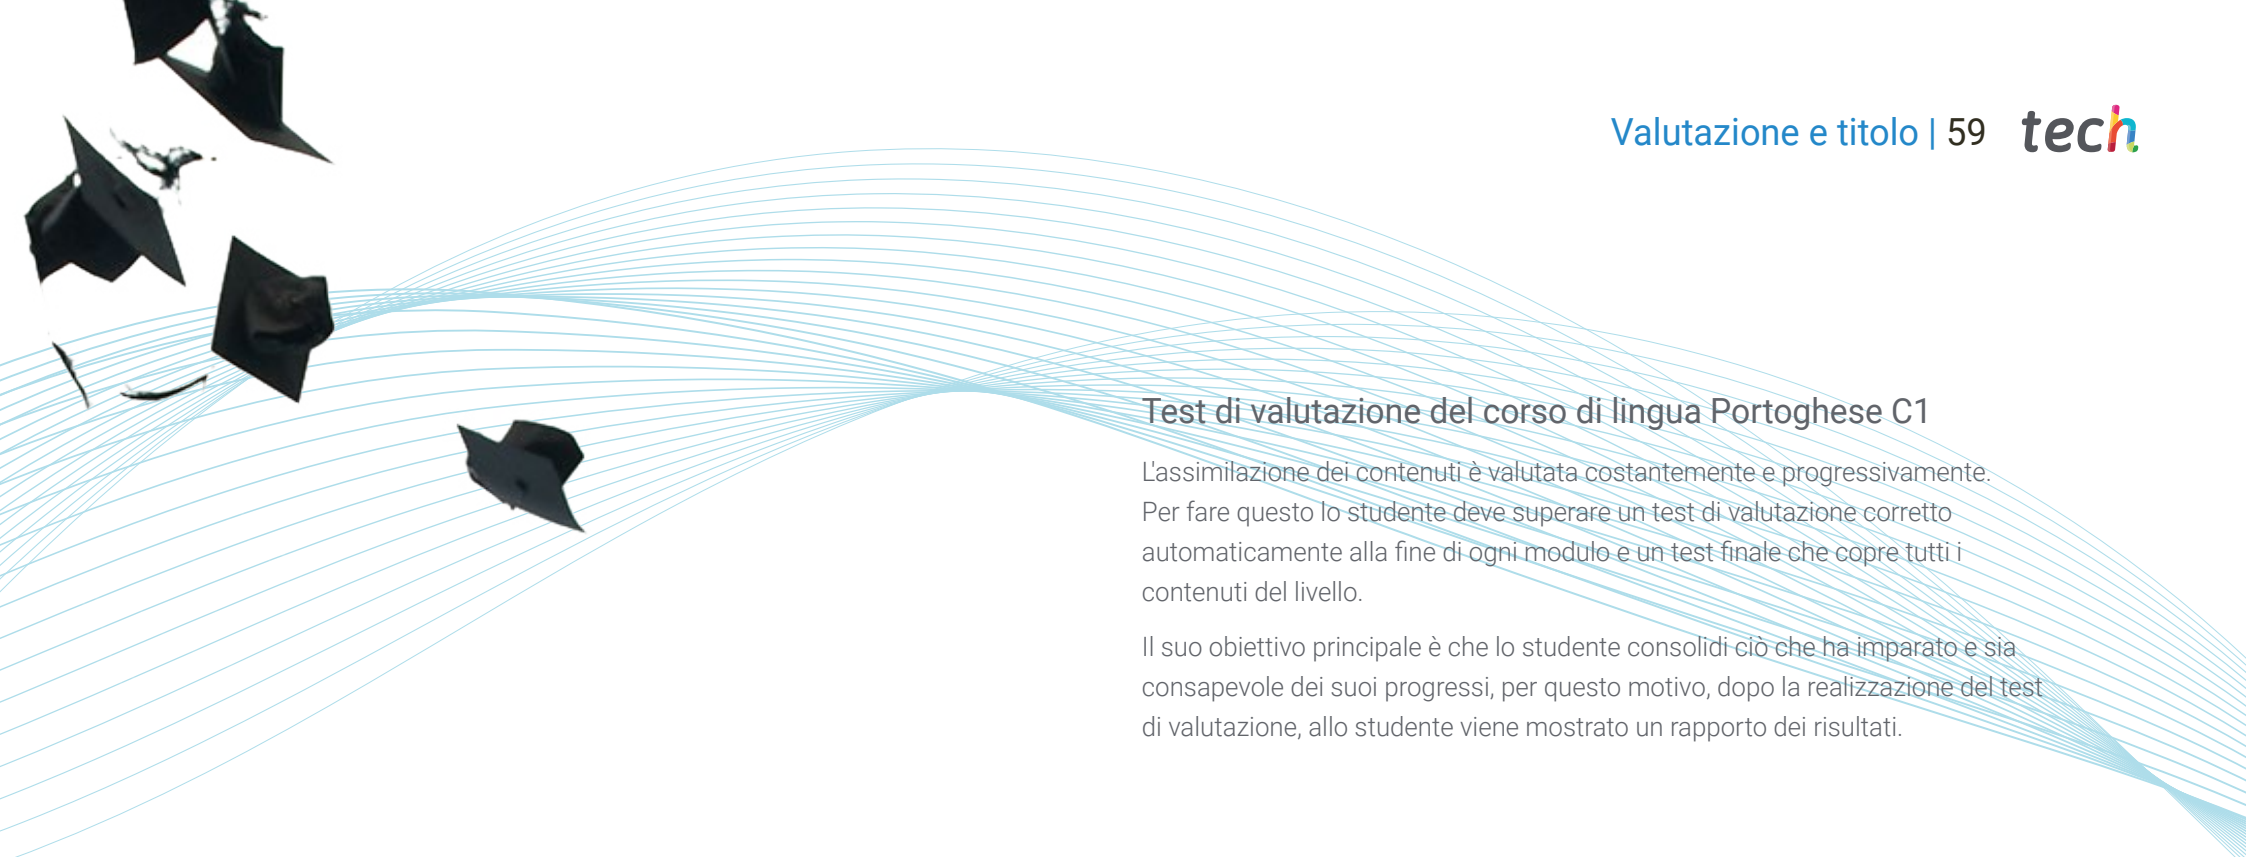 Valutazione e titolo | 59 tech
Test di valutazione del corso di lingua Portoghese C1
L'assimilazione dei contenuti è valutata costantemente e progressivamente.
Per fare questo lo studente deve superare un test di valutazione corretto
automaticamente alla fine di ogni modulo e un test finale che copre tutti i
contenuti del livello.
Il suo obiettivo principale è che lo studente consolidi ciò che ha imparato e sia
consapevole dei suoi progressi, per questo motivo, dopo la realizzazione del test
di valutazione, allo studente viene mostrato un rapporto dei risultati.